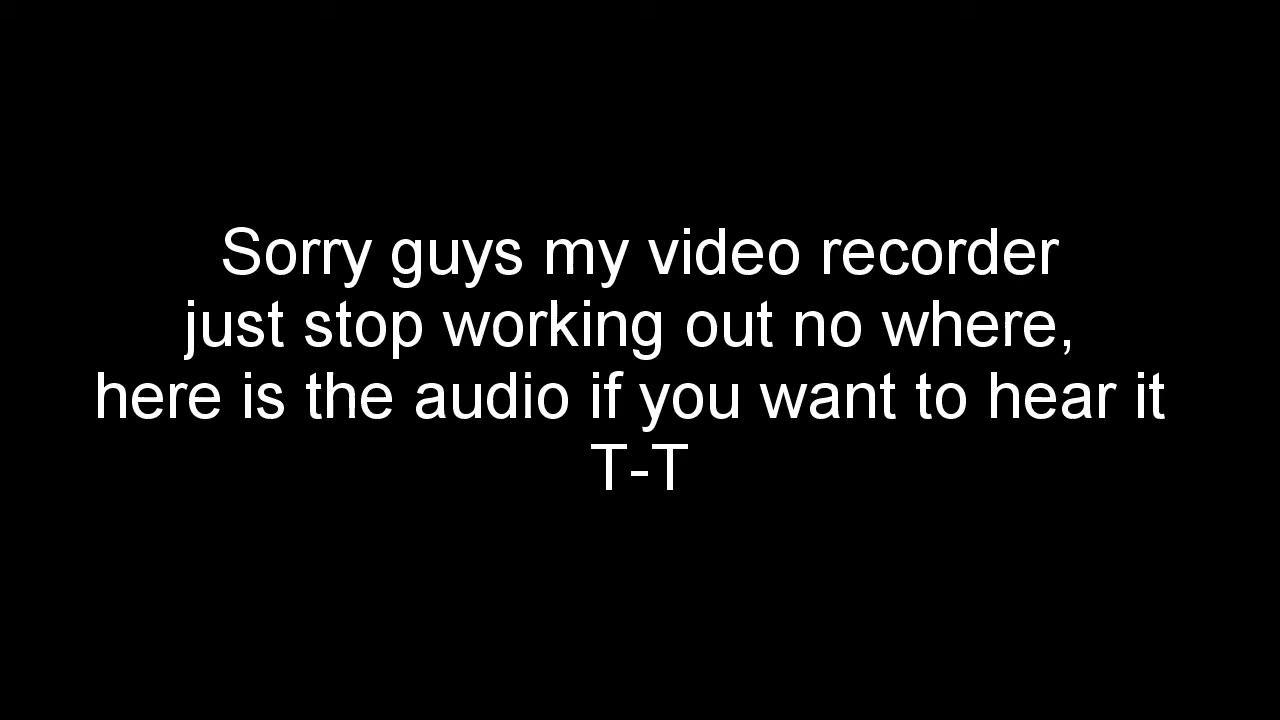 Sorry guys my video recorder
just stop working out no where,
here is the audio if you want to hear it
T-T